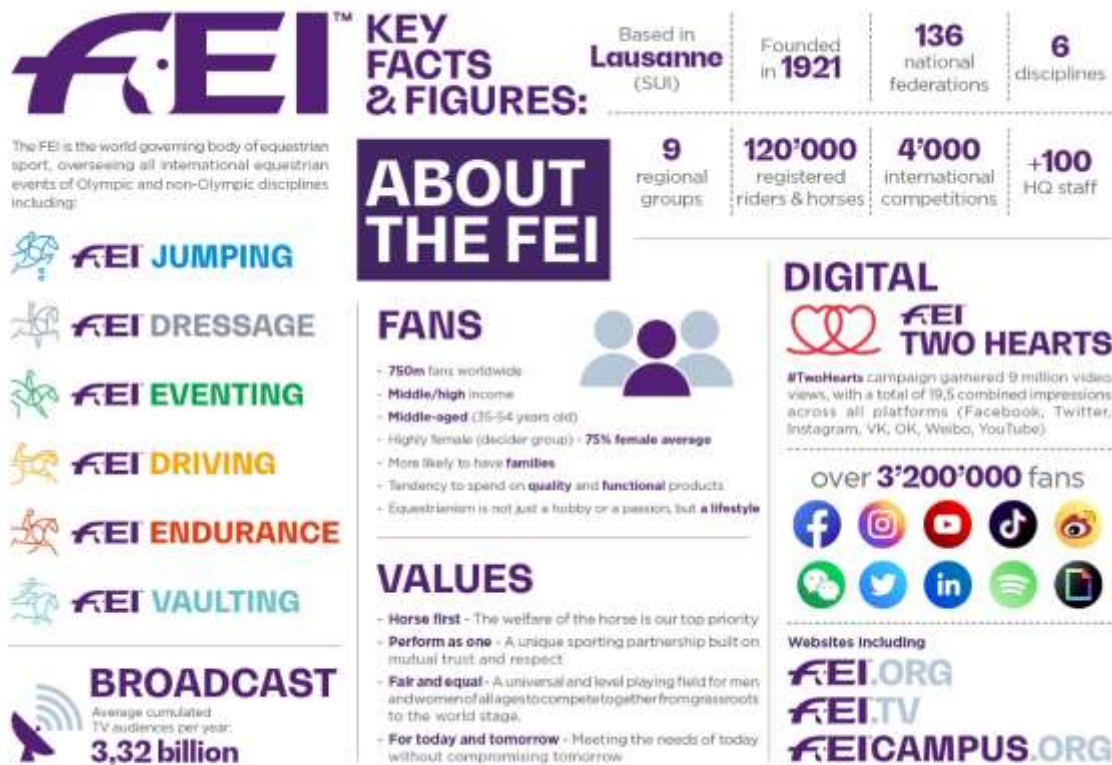 FEI™
KEY
FACTS
& FIGURES:
Based in
Lausanne
(SUI)
Founded
in 1921
136
national
federations
6
disciplines
9
regional
groups
120'000
registered
riders & horses
4'000
international
competitions
+100
HQ staff
The FEI is the world governing body of equestrian
sport, overseeing all international equestrian
events of Olympic and non-Olympic disciplines
including:
FEI JUMPING
FEI DRESSAGE
FEI EVENTING
FEI DRIVING
FEI ENDURANCE
FEI VAULTING
BROADCAST
Average cumulated
TV audiences per year:
3,32 billion
ABOUT
THE FEI
FANS
- 750m fans worldwide
- Middle/high income
- Middle-aged (35-54 years old)
- Highly female (decider group) - 75% female average
- More likely to have families
- Tendency to spend on quality and functional products
- Equestrianism is not just a hobby or a passion, but a lifestyle
VALUES
- Horse first - The welfare of the horse is our top priority
- Perform as one - A unique sporting partnership built on
mutual trust and respect
- Fair and equal - A universal and level playing field for men
and women of all ages to compete together from grassroots
to the world stage.
- For today and tomorrow - Meeting the needs of today
without compromising tomorrow
DIGITAL
FEI
TWO HEARTS
#TwoHearts campaign garnered 9 million video
views, with a total of 19,5 combined impressions
across all platforms (Facebook, Twitter,
Instagram, VK, OK, Weibo, YouTube)
over 3'200'000 fans
Websites including
FEI.ORG
FEI.TV
FEICAMPUS.ORG